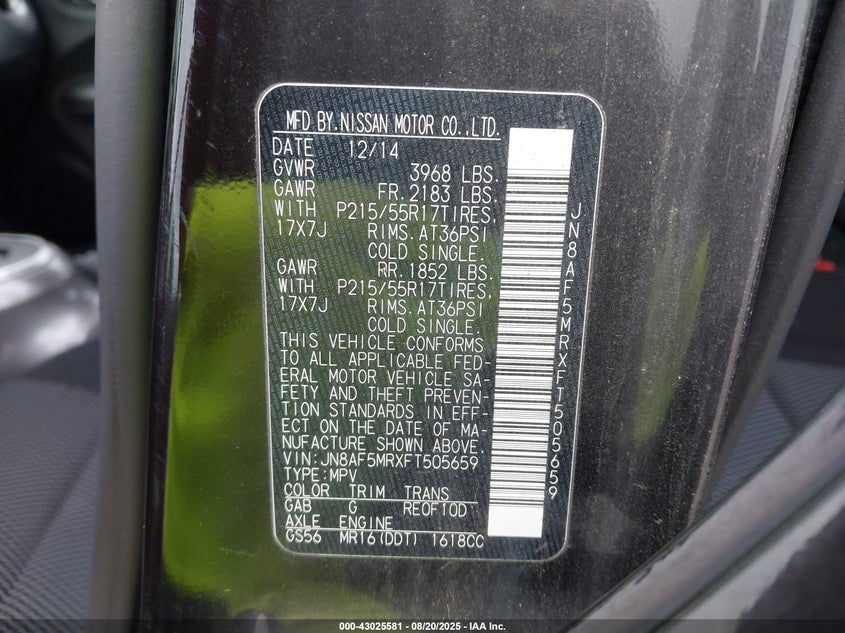 MFD BY.NISSAN MOTOR CO.,LTD.
DATE 12/14
GVWR 3968 LBS.
GAWR FR.2183 LBS.
WITH P215/55R17TIRES,
17X7J RIMS.AT36PSI
COLD SINGLE.
GAWR RR.1852 LBS.
WITH P215/55R17TIRES,
17X7J RIMS.AT36PSI
COLD SINGLE.
THIS VEHICLE CONFORMS
TO ALL APPLICABLE FED-
ERAL MOTOR VEHICLE SA-
FETY AND THEFT PREVEN-
TION STANDARDS IN EFF-
ECT ON THE DATE OF MA-
NUFACTURE SHOWN ABOVE.
VIN:JN8AF5MRXFT505659
TYPE:MPV
COLOR TRIM TRANS
GAB G RE0F10D
AXLE ENGINE
GS56 MR16(DDT) 1618CC
JN8AF5MRXFT505659
000-43025581 - 08/20/2025 - IAA Inc.